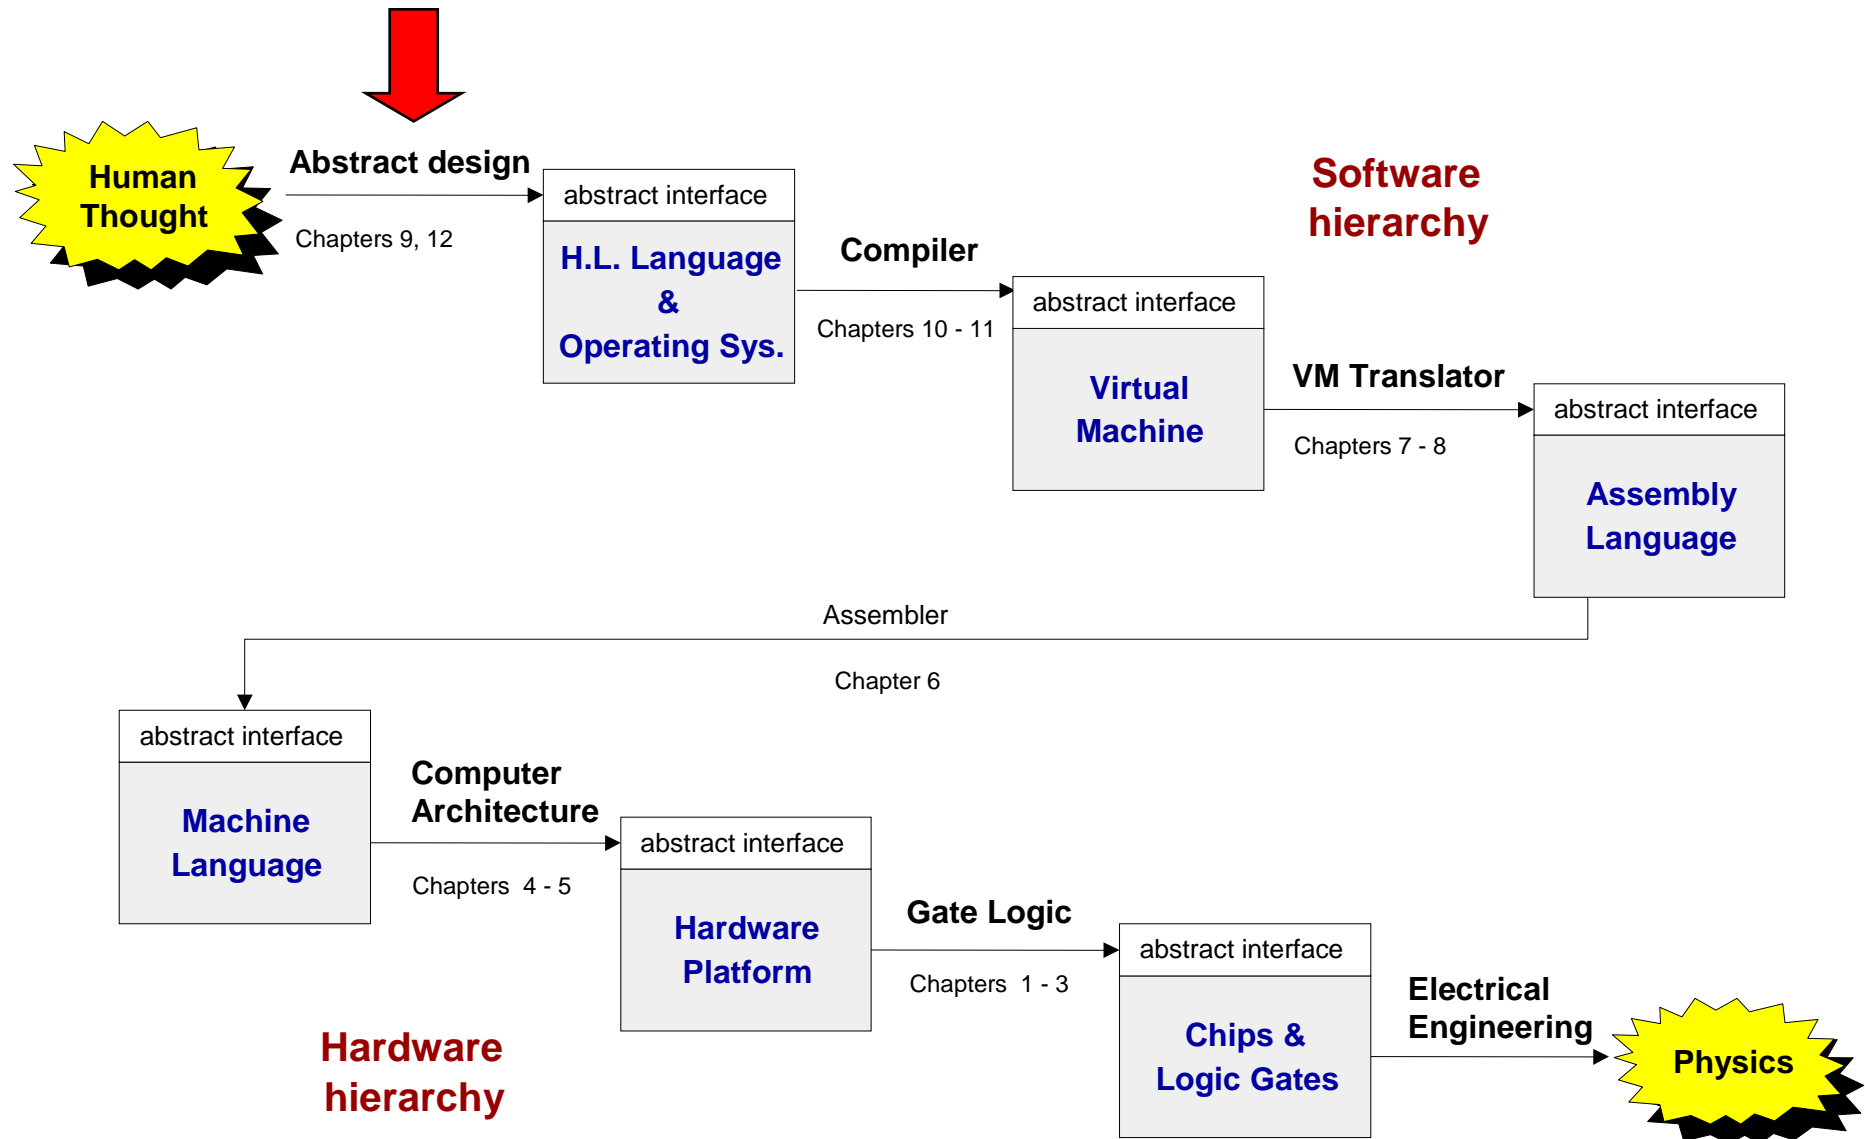 Human
Thought
Abstract design
Chapters 9, 12
abstract interface
H.L. Language
&
Operating Sys.
Compiler
Chapters 10 - 11
Software
hierarchy
abstract interface
Virtual
Machine
VM Translator
Chapters 7 - 8
abstract interface
Assembly
Language
Assembler
Chapter 6
abstract interface
Machine
Language
Computer
Architecture
Chapters 4 - 5
abstract interface
Hardware
Platform
Gate Logic
Chapters 1 - 3
abstract interface
Chips &
Logic Gates
Electrical
Engineering
Physics
Hardware
hierarchy